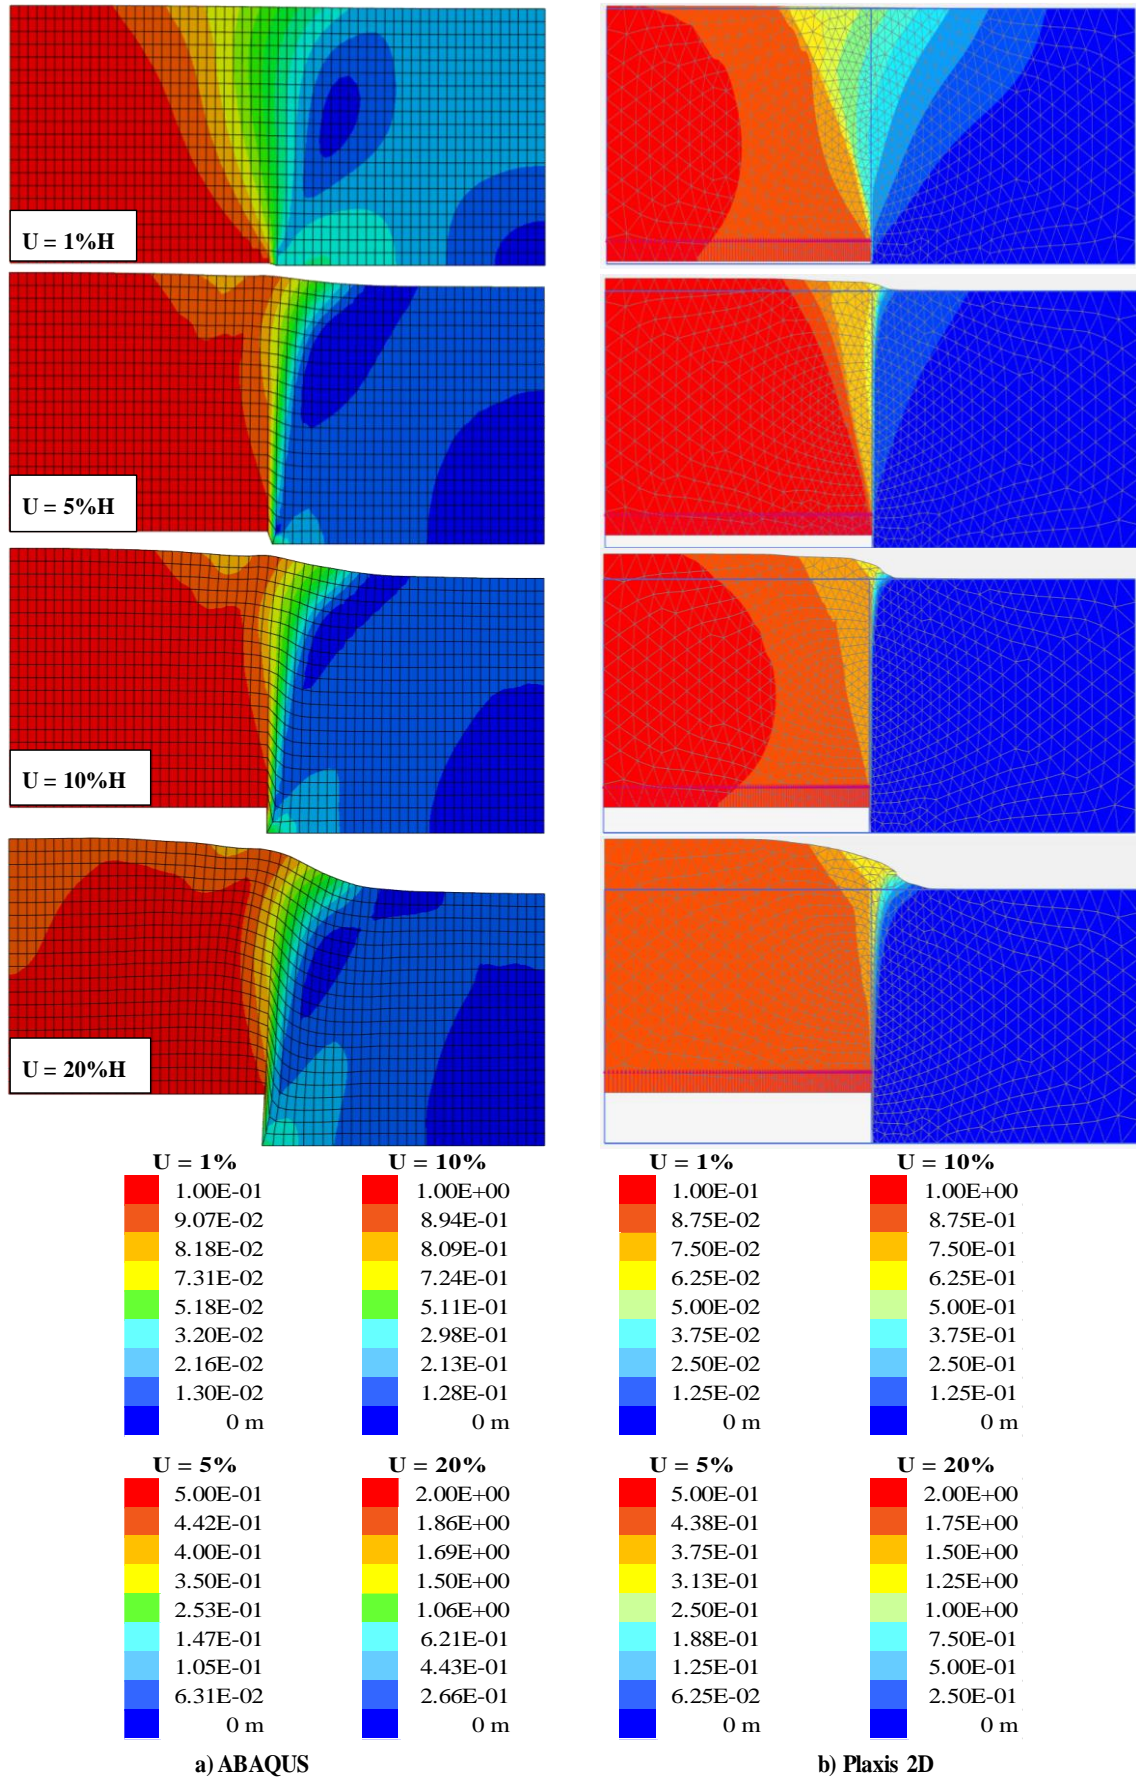 U = 1%H
U = 5%H
U = 10%H
U = 20%H
U = 1% U = 10% U = 1% U = 10%
1.00E-01 1.00E+00 1.00E-01 1.00E+00
9.07E-02 8.94E-01 8.75E-02 8.75E-01
8.18E-02 8.09E-01 7.50E-02 7.50E-01
7.31E-02 7.24E-01 6.25E-02 6.25E-01
5.18E-02 5.11E-01 5.00E-02 5.00E-01
3.20E-02 2.98E-01 3.75E-02 3.75E-01
2.16E-02 2.13E-01 2.50E-02 2.50E-01
1.30E-02 1.28E-01 1.25E-02 1.25E-01
0 m 0 m 0 m 0 m
U = 5% U = 20% U = 5% U = 20%
5.00E-01 2.00E+00 5.00E-01 2.00E+00
4.42E-01 1.86E+00 4.38E-01 1.75E+00
4.00E-01 1.69E+00 3.75E-01 1.50E+00
3.50E-01 1.50E+00 3.13E-01 1.25E+00
2.53E-01 1.06E+00 2.50E-01 1.00E+00
1.47E-01 6.21E-01 1.88E-01 7.50E-01
1.05E-01 4.43E-01 1.25E-01 5.00E-01
6.31E-02 2.66E-01 6.25E-02 2.50E-01
0 m 0 m 0 m 0 m
a) ABAQUS b) Plaxis 2D